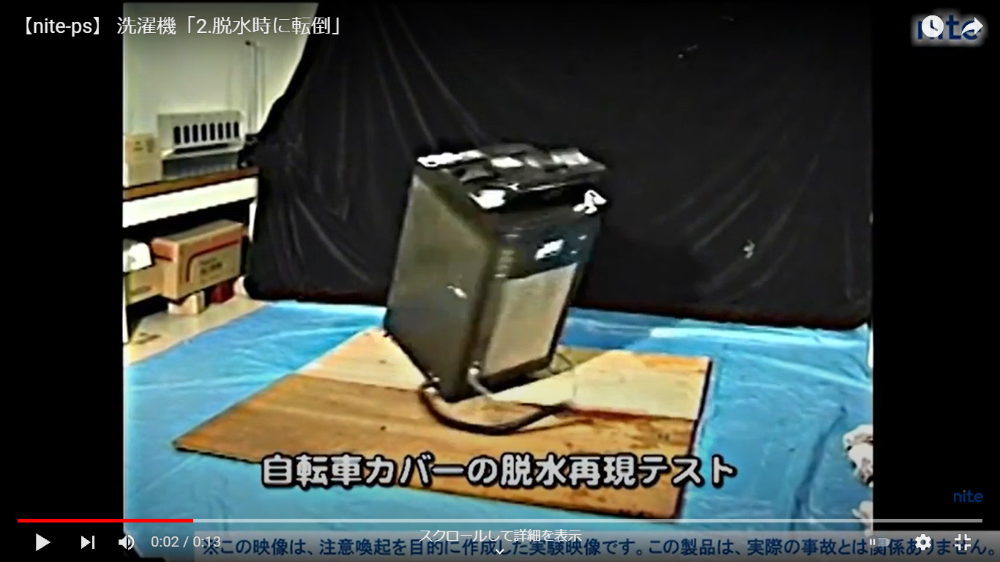 【nite-ps】 洗濯機「2.脱水時に転倒」
nite
自転車カバーの脱水再現テスト
nite
スクロールして詳細を表示
0:02 / 0:13
※この映像は、注意喚起を目的に作成した実験映像です。この製品は、実際の事故とは関係ありません。